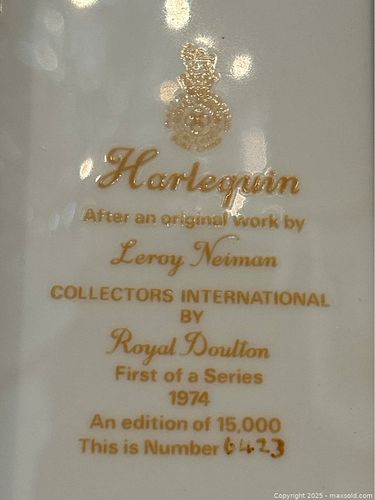 Harlequin
After an original work by
Leroy Neiman
COLLECTORS INTERNATIONAL
BY
Royal Doulton
First of a Series
1974
An edition of 15,000
This is Number 6423
Copyright 2025 - maxsold.com